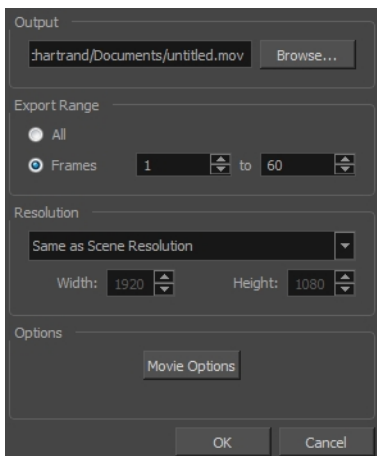 Output
:hartrand/Documents/untitled.mov Browse...
Export Range
All
Frames 1 to 60
Resolution
Same as Scene Resolution
Width: 1920 Height: 1080
Options
Movie Options
OK Cancel